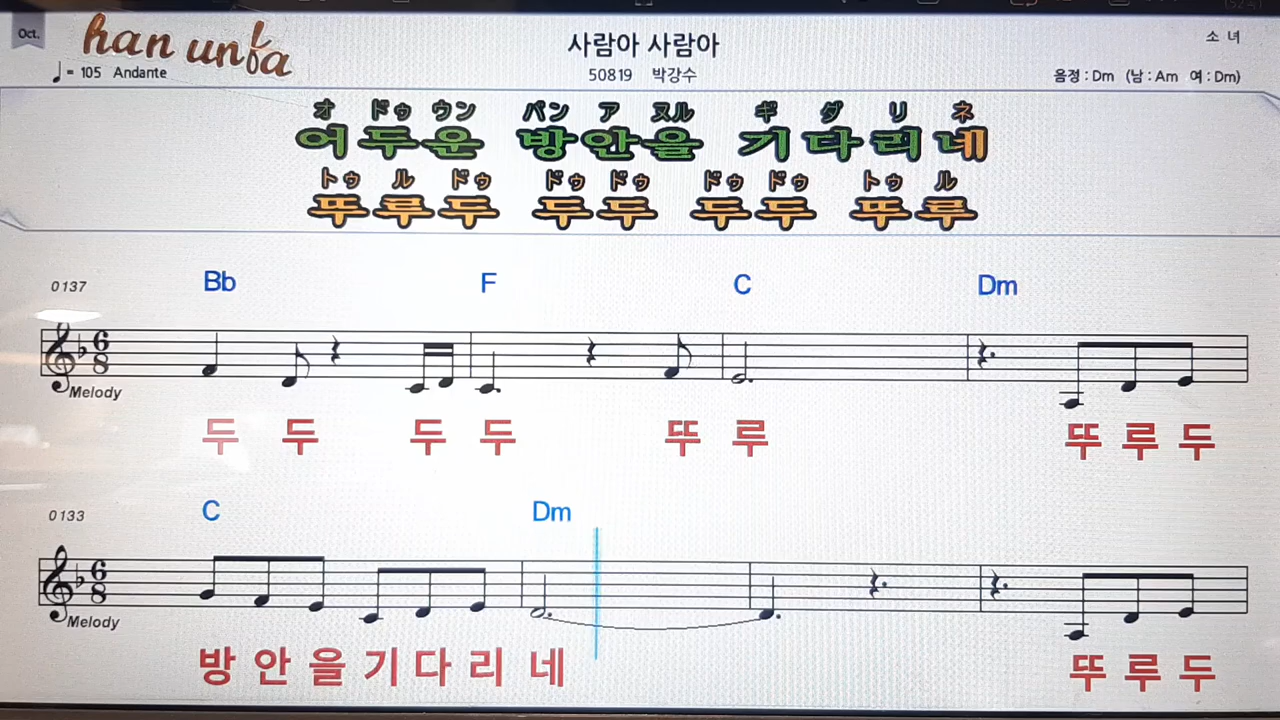 Oct.
han unfa
사람아 사람아
소 녀
♩= 105 Andante
50819 박강수
음정 : Dm (남 : Am 여 : Dm)
オ ドゥ ウン パン ア ヌル ギ ダ リ ネ
어두운 방안을 기다리네
トゥ ル ドゥ ドゥ ドゥ ドゥ ドゥ トゥ ル
뚜루두 두두 두두 뚜루
0137 Bb F C Dm
6
8
Melody
두 두 두 두 뚜 루 뚜 루 두
0133 C Dm
6
8
Melody
방 안 을 기 다 리 네 뚜 루 두